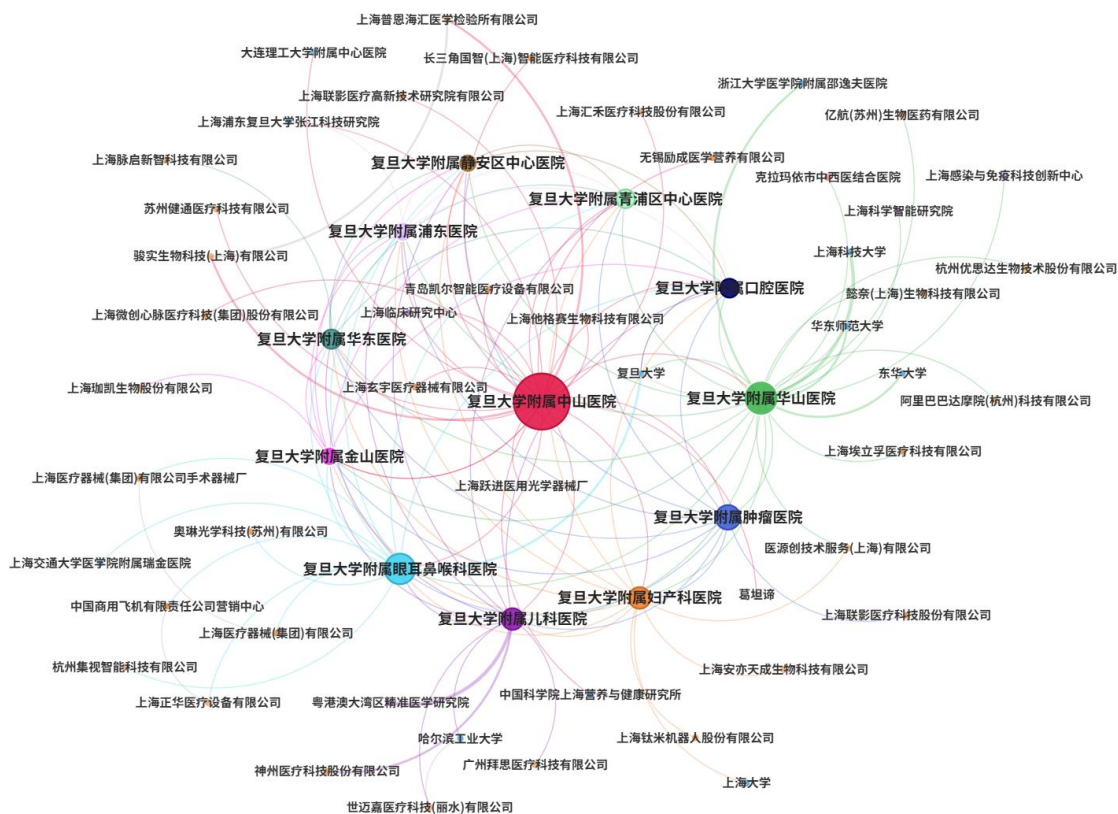 上海普恩海汇医学检验所有限公司
大连理工大学附属中心医院
长三角国智(上海)智能医疗科技有限公司
浙江大学医学院附属邵逸夫医院
上海联影医疗高新技术研究院有限公司
上海汇禾医疗科技股份有限公司
亿航(苏州)生物医药有限公司
上海浦东复旦大学张江科技研究院
上海脉启新智科技有限公司
复旦大学附属静安区中心医院
无锡励成医学营养有限公司
克拉玛依市中西医结合医院
上海感染与免疫科技创新中心
复旦大学附属青浦区中心医院
苏州健通医疗科技有限公司
上海科学智能研究院
复旦大学附属浦东医院
骏实生物科技(上海)有限公司
上海科技大学
杭州优思达生物技术股份有限公司
青岛凯尔智能医疗设备有限公司
复旦大学附属口腔医院
懿奈(上海)生物科技有限公司
上海微创心脉医疗科技(集团)股份有限公司
上海临床研究中心
上海他格赛生物科技有限公司
华东师范大学
复旦大学附属华东医院
复旦大学
东华大学
上海珈凯生物股份有限公司
上海玄宇医疗器械有限公司
复旦大学附属中山医院
复旦大学附属华山医院
阿里巴巴达摩院(杭州)科技有限公司
复旦大学附属金山医院
上海埃立孚医疗科技有限公司
上海医疗器械(集团)有限公司手术器械厂
上海跃进医用光学器械厂
复旦大学附属肿瘤医院
奥琳光学科技(苏州)有限公司
医源创技术服务(上海)有限公司
上海交通大学医学院附属瑞金医院
复旦大学附属眼耳鼻喉科医院
葛坦谛
中国商用飞机有限责任公司营销中心
复旦大学附属妇产科医院
上海联影医疗科技股份有限公司
复旦大学附属儿科医院
上海医疗器械(集团)有限公司
杭州集视智能科技有限公司
上海安亦天成生物科技有限公司
上海正华医疗设备有限公司
粤港澳大湾区精准医学研究院
中国科学院上海营养与健康研究所
哈尔滨工业大学
上海钛米机器人股份有限公司
神州医疗科技股份有限公司
广州拜思医疗科技有限公司
上海大学
世迈嘉医疗科技(丽水)有限公司